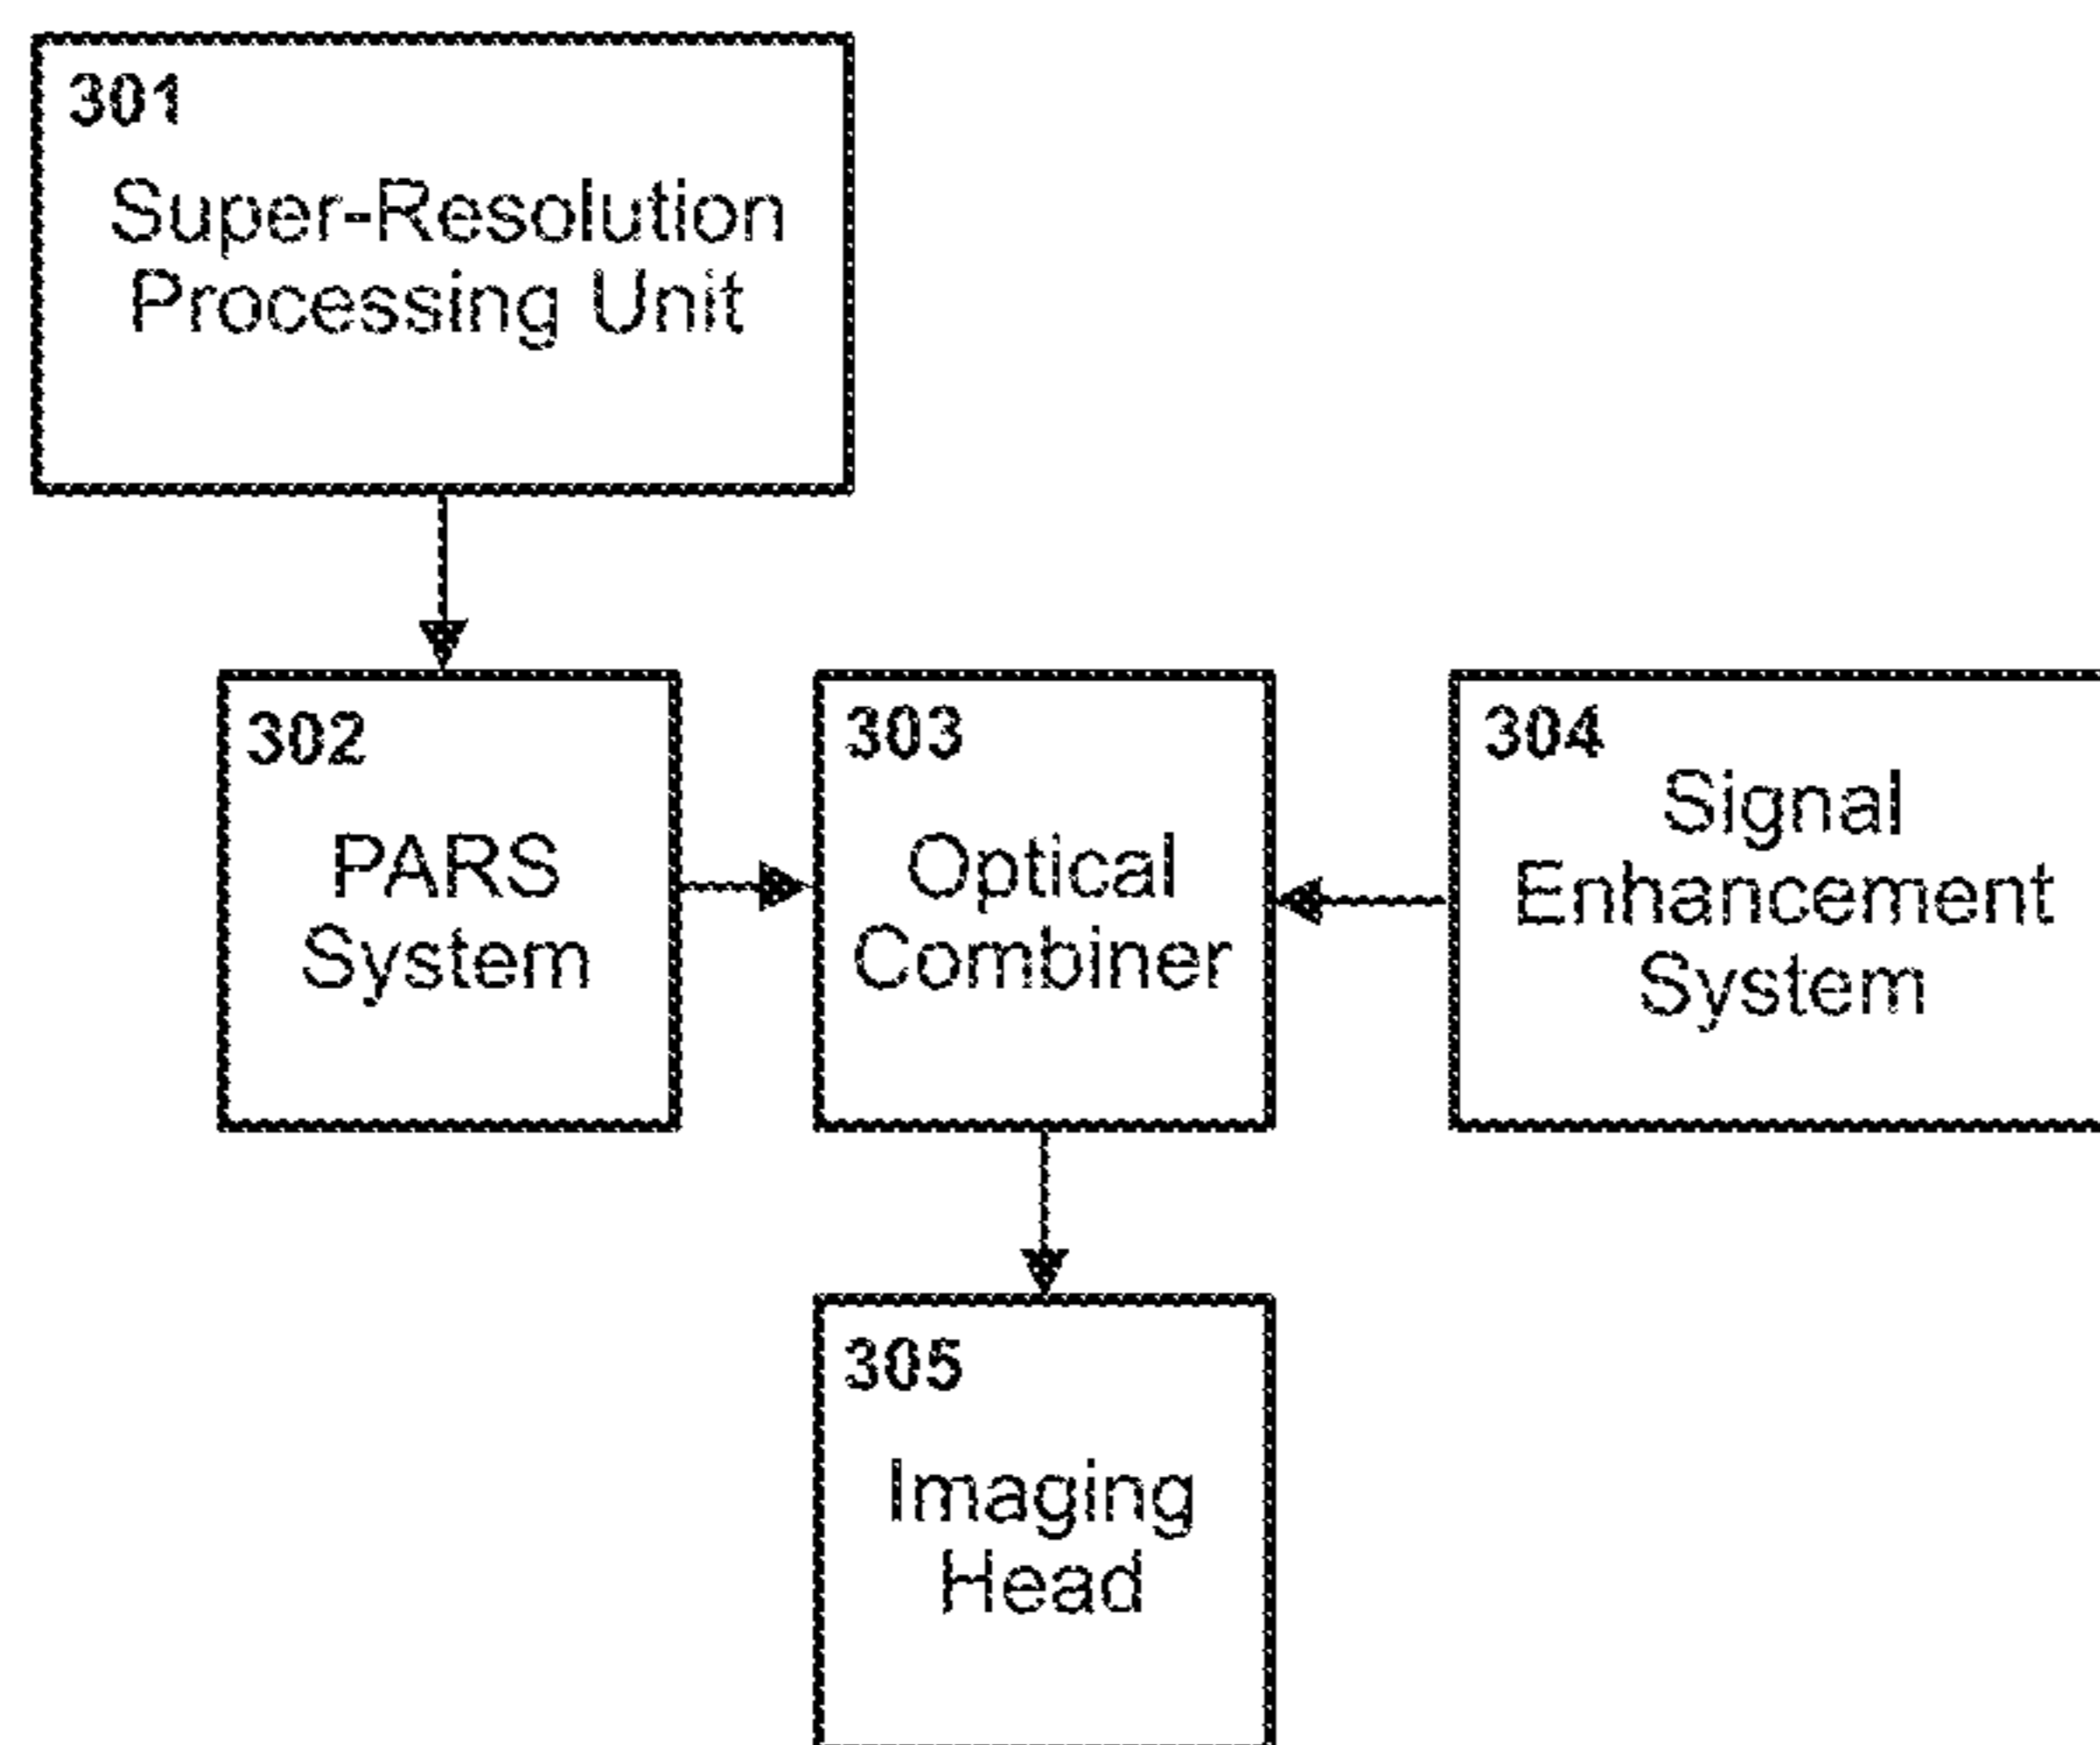 301
Super-Resolution
Processing Unit
302
PARS
System
303
Optical
Combiner
304
Signal
Enhancement
System
305
Imaging
Head